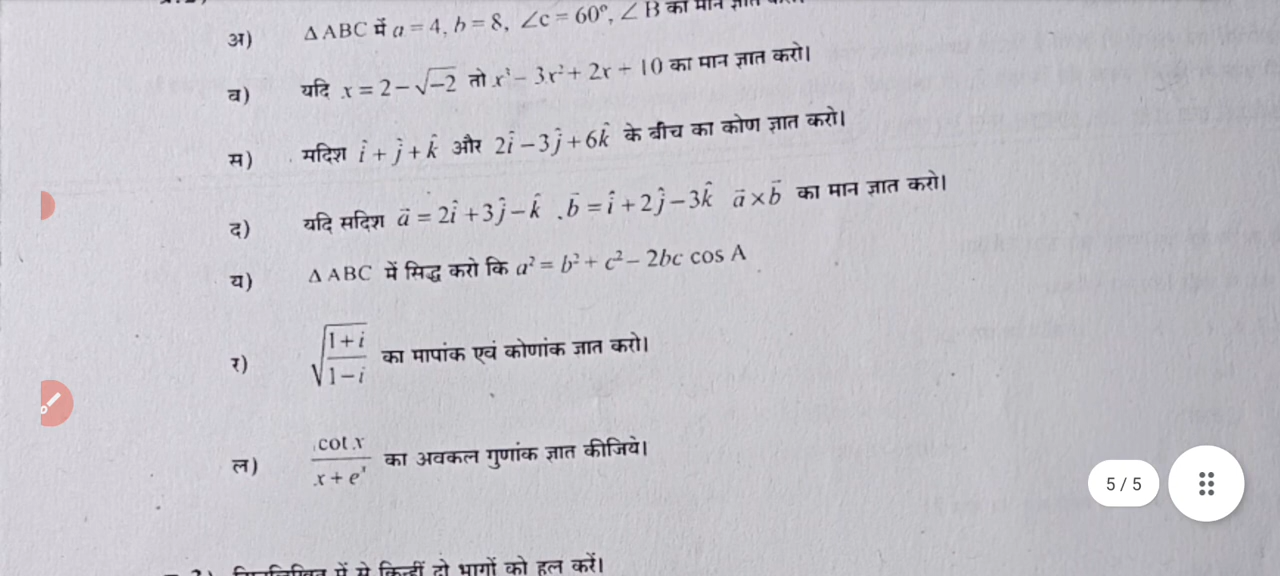 अ) Δ ABC में a = 4, b = 8, ∠c = 60°, ∠B का मान ज्ञात
ब) यदि x = 2 − √−2 तो x³ − 3x² + 2x + 10 का मान ज्ञात करो।
स) सदिश î + ĵ + k̂ और 2î − 3ĵ + 6k̂ के बीच का कोण ज्ञात करो।
द) यदि सदिश a⃗ = 2î + 3ĵ − k̂ . b⃗ = î + 2ĵ − 3k̂ a⃗ × b⃗ का मान ज्ञात करो।
य) Δ ABC में सिद्ध करो कि a² = b² + c² − 2bc cos A
र) √(1+i / 1−i) का मापांक एवं कोणांक ज्ञात करो।
ल) cot x / x + eˣ का अवकल गुणांक ज्ञात कीजिये।
5 / 5
में से किन्हीं दो भागों को हल करें।